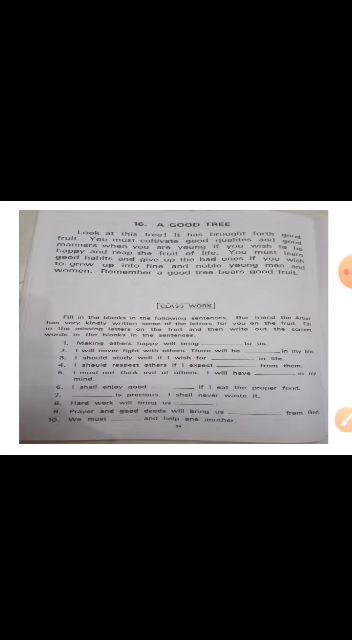 16. A GOOD TREE
Look at this tree! It has brought forth good
fruit. You must cultivate good qualities and good
manners when you are young if you wish to be
happy and reap the fruit of life. You must learn
good habits and give up the bad ones if you wish
to grow up into fine and noble young men and
women. Remember a good tree bears good fruit.
CLASS WORK
Fill in the blanks in the following sentences. Our friend the Artist
has very kindly written some of the letters for you on the fruit. Fill
in the missing letters on the fruit and then write out the correct
words in the blanks in the sentences.
1. Making others happy will bring ________ to us.
2. I will never fight with others. There will be ________ in my life.
3. I should study well if I wish for ________ in life.
4. I should respect others if I expect ________ from them.
5. I must not think evil of others. I will have ________ in my
mind.
6. I shall enjoy good ________ if I eat the proper food.
7. ________ is precious. I shall never waste it.
8. Hard work will bring us ________
9. Prayer and good deeds will bring us ________ from God.
10. We must ________ and help one another.